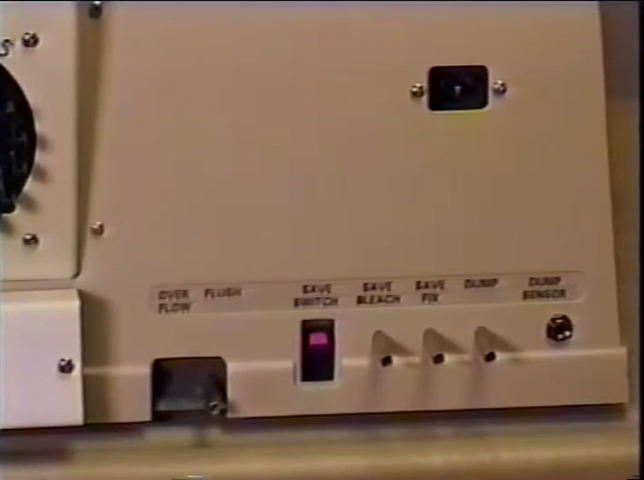 OVER FLOW
FLUSH
SAVE SWITCH
SAVE BLEACH
SAVE FIX
DUMP
DUMP SENSOR